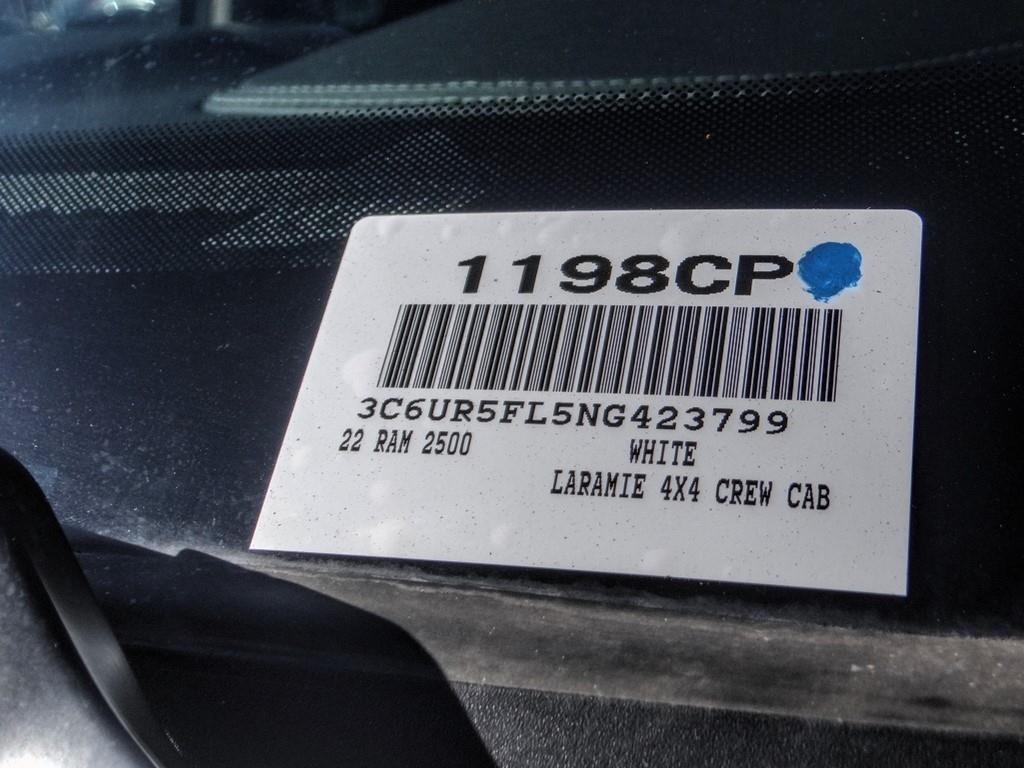 1198CP
3C6UR5FL5NG423799
22 RAM 2500 WHITE
LARAMIE 4X4 CREW CAB